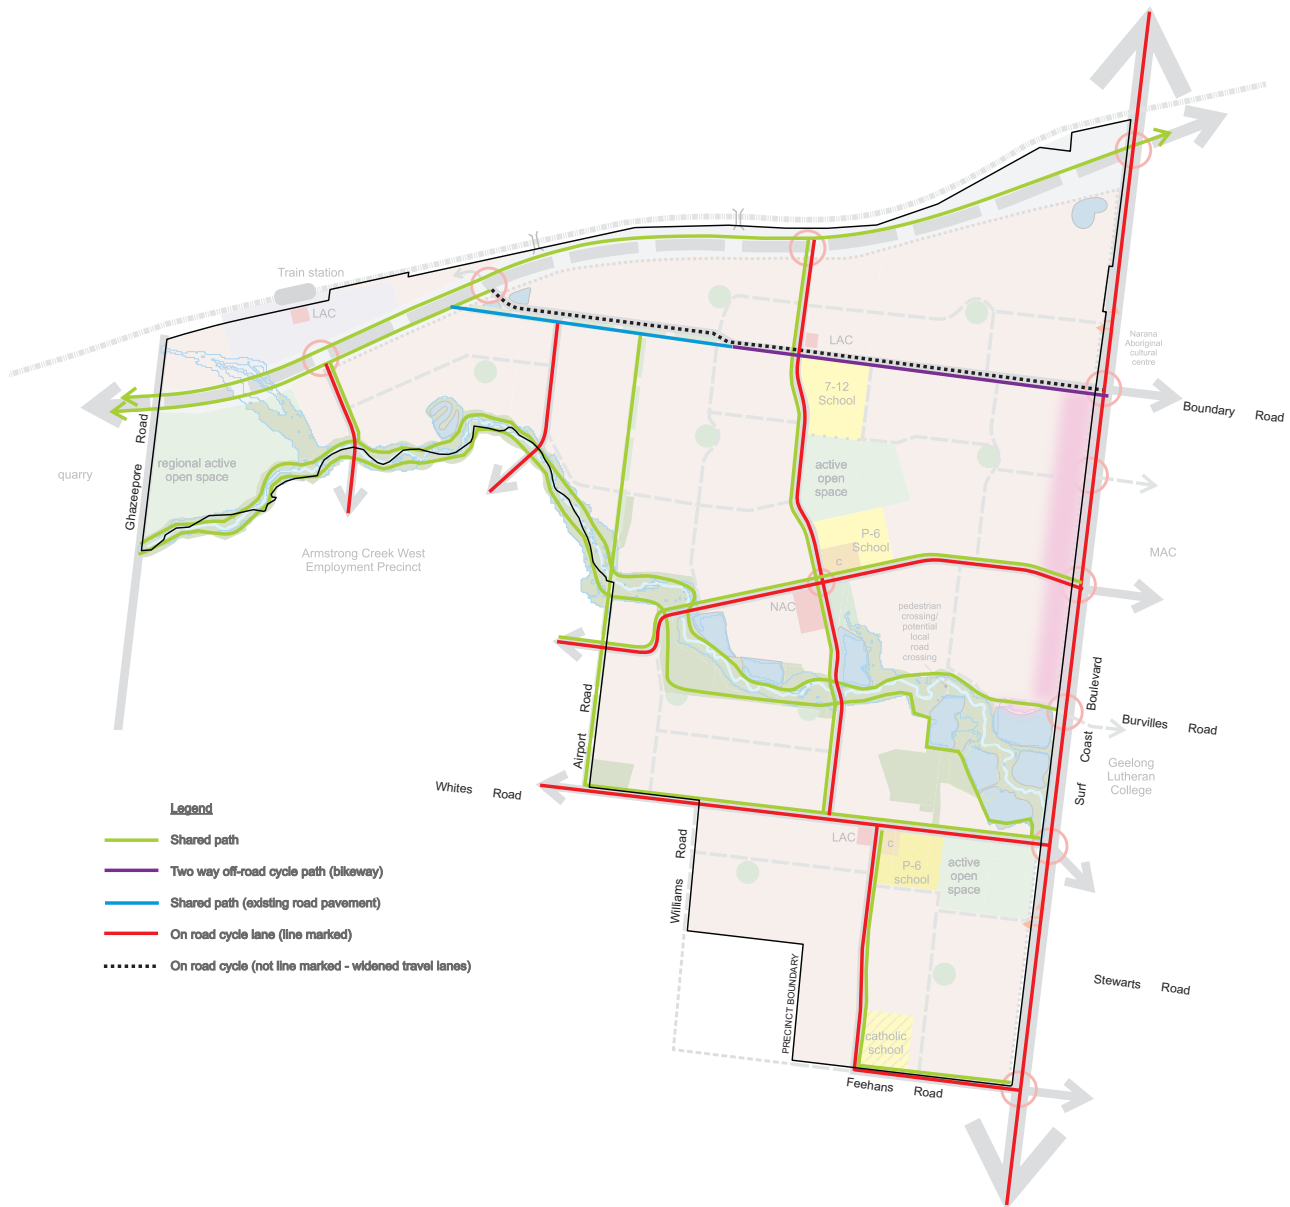 Train station
LAC
LAC
Narana
Aboriginal
cultural
centre
7-12
School
Boundary Road
Ghazeepore Road
quarry
regional active
open space
active
open
space
P-6
School
c
Armstrong Creek West
Employment Precinct
MAC
NAC
pedestrian
crossing/
potential
local
road
crossing
Airport Road
Surf Coast Boulevard
Burvilles Road
Geelong
Lutheran
College
Whites Road
Legend
Shared path
Two way off-road cycle path (bikeway)
Shared path (existing road pavement)
On road cycle lane (line marked)
On road cycle (not line marked - widened travel lanes)
LAC
c
P-6
school
active
open
space
Williams Road
PRECINCT BOUNDARY
Stewarts Road
catholic
school
Feehans Road